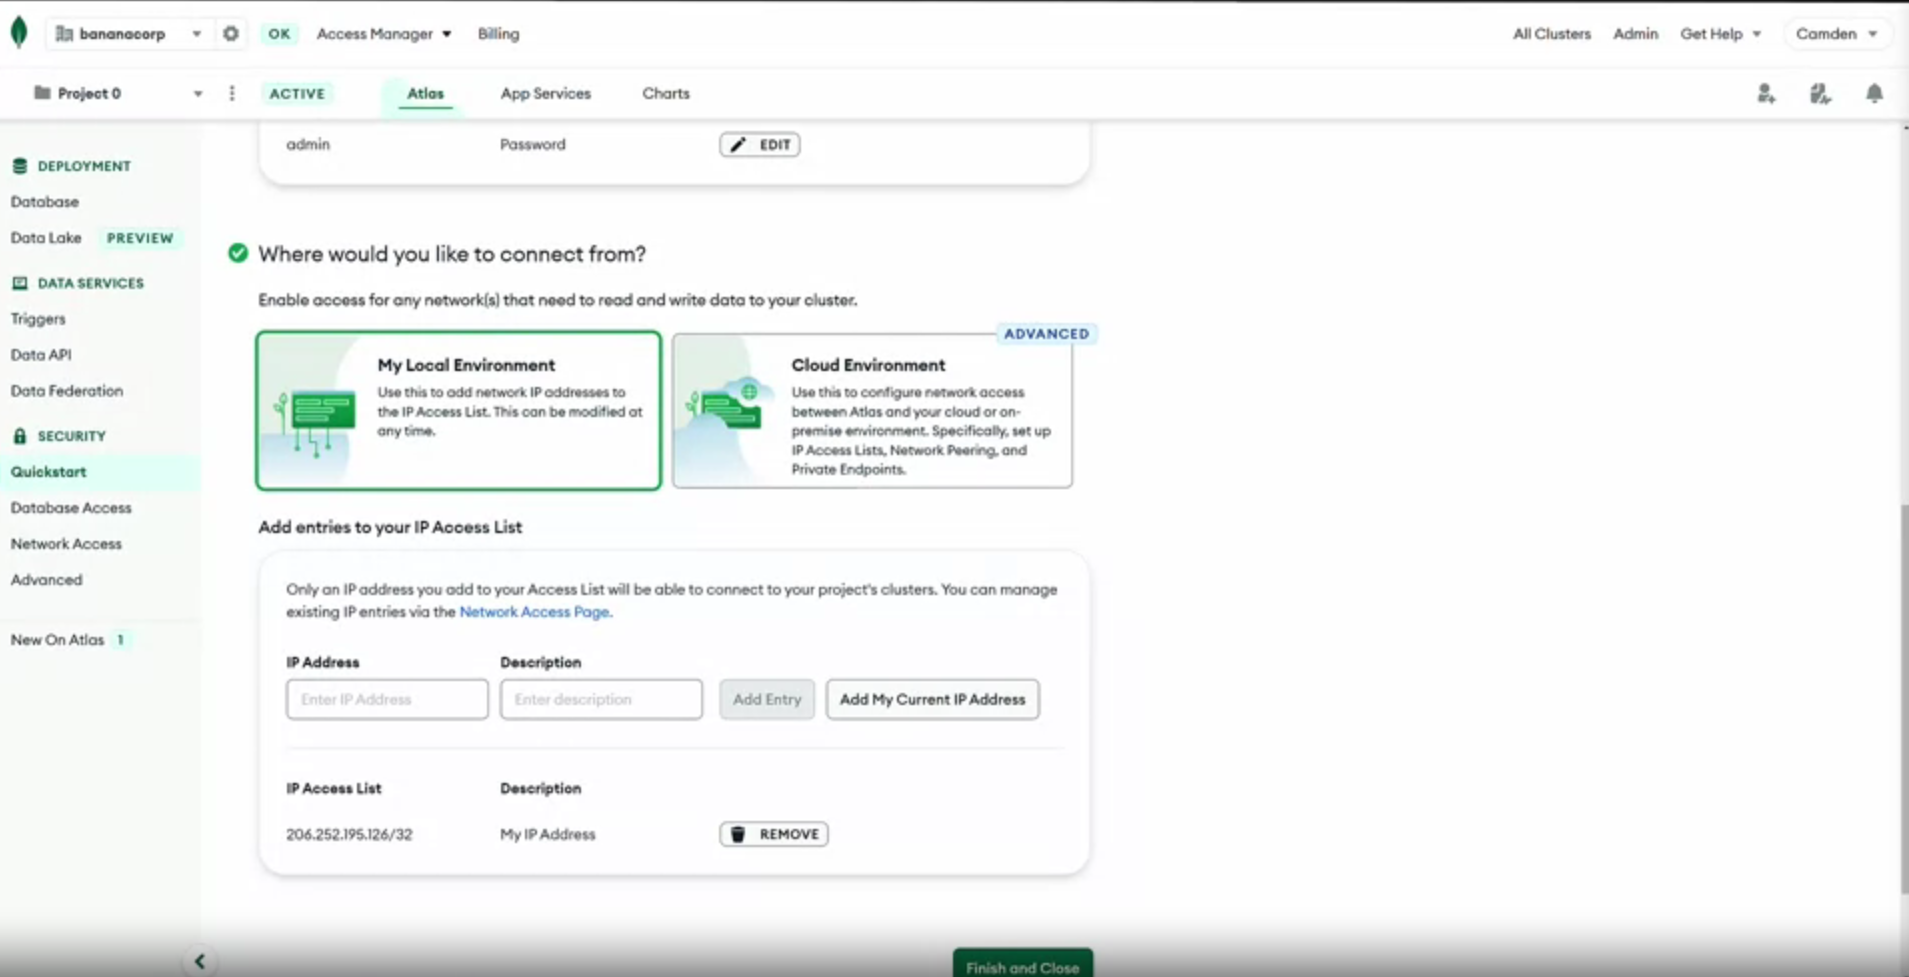 bananacorp
OK
Access Manager
Billing
All Clusters
Admin
Get Help
Camden
Project 0
ACTIVE
Atlas
App Services
Charts
DEPLOYMENT
Database
Data Lake
PREVIEW
DATA SERVICES
Triggers
Data API
Data Federation
SECURITY
Quickstart
Database Access
Network Access
Advanced
New On Atlas 1
admin
Password
EDIT
Where would you like to connect from?
Enable access for any network(s) that need to read and write data to your cluster.
My Local Environment
Use this to add network IP addresses to
the IP Access List. This can be modified at
any time.
ADVANCED
Cloud Environment
Use this to configure network access
between Atlas and your cloud or on-
premise environment. Specifically, set up
IP Access Lists, Network Peering, and
Private Endpoints.
Add entries to your IP Access List
Only an IP address you add to your Access List will be able to connect to your project's clusters. You can manage
existing IP entries via the Network Access Page.
IP Address
Description
Enter IP Address
Enter description
Add Entry
Add My Current IP Address
IP Access List
Description
206.252.195.126/32
My IP Address
REMOVE
Finish and Close